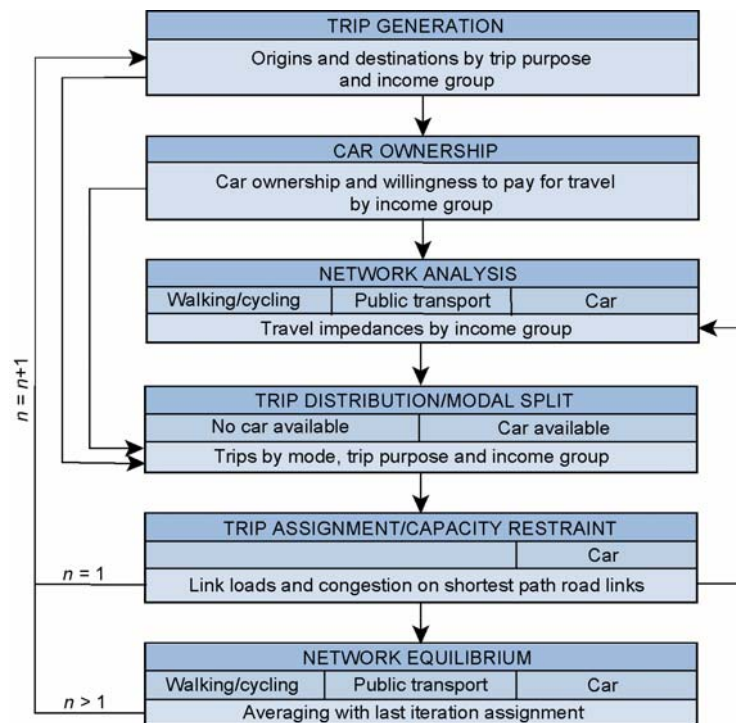 TRIP GENERATION
Origins and destinations by trip purpose
and income group
CAR OWNERSHIP
Car ownership and willingness to pay for travel
by income group
NETWORK ANALYSIS
Walking/cycling Public transport Car
Travel impedances by income group
n = n+1
TRIP DISTRIBUTION/MODAL SPLIT
No car available Car available
Trips by mode, trip purpose and income group
TRIP ASSIGNMENT/CAPACITY RESTRAINT
Car
n = 1
Link loads and congestion on shortest path road links
NETWORK EQUILIBRIUM
Walking/cycling Public transport Car
n > 1
Averaging with last iteration assignment